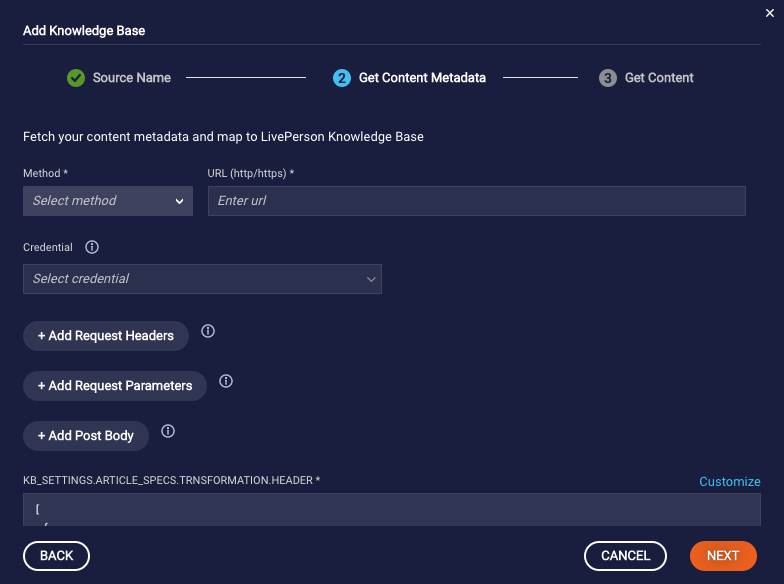 Add Knowledge Base
Source Name
2 Get Content Metadata
3 Get Content
Fetch your content metadata and map to LivePerson Knowledge Base
Method *
URL (http/https) *
Select method
Enter url
Credential
Select credential
+ Add Request Headers
+ Add Request Parameters
+ Add Post Body
KB_SETTINGS.ARTICLE_SPECS.TRNSFORMATION.HEADER *
Customize
[
BACK
CANCEL
NEXT